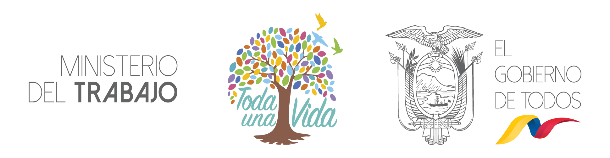 MINISTERIO
DEL TRABAJO
Toda
una Vida
EL
GOBIERNO
DE TODOS